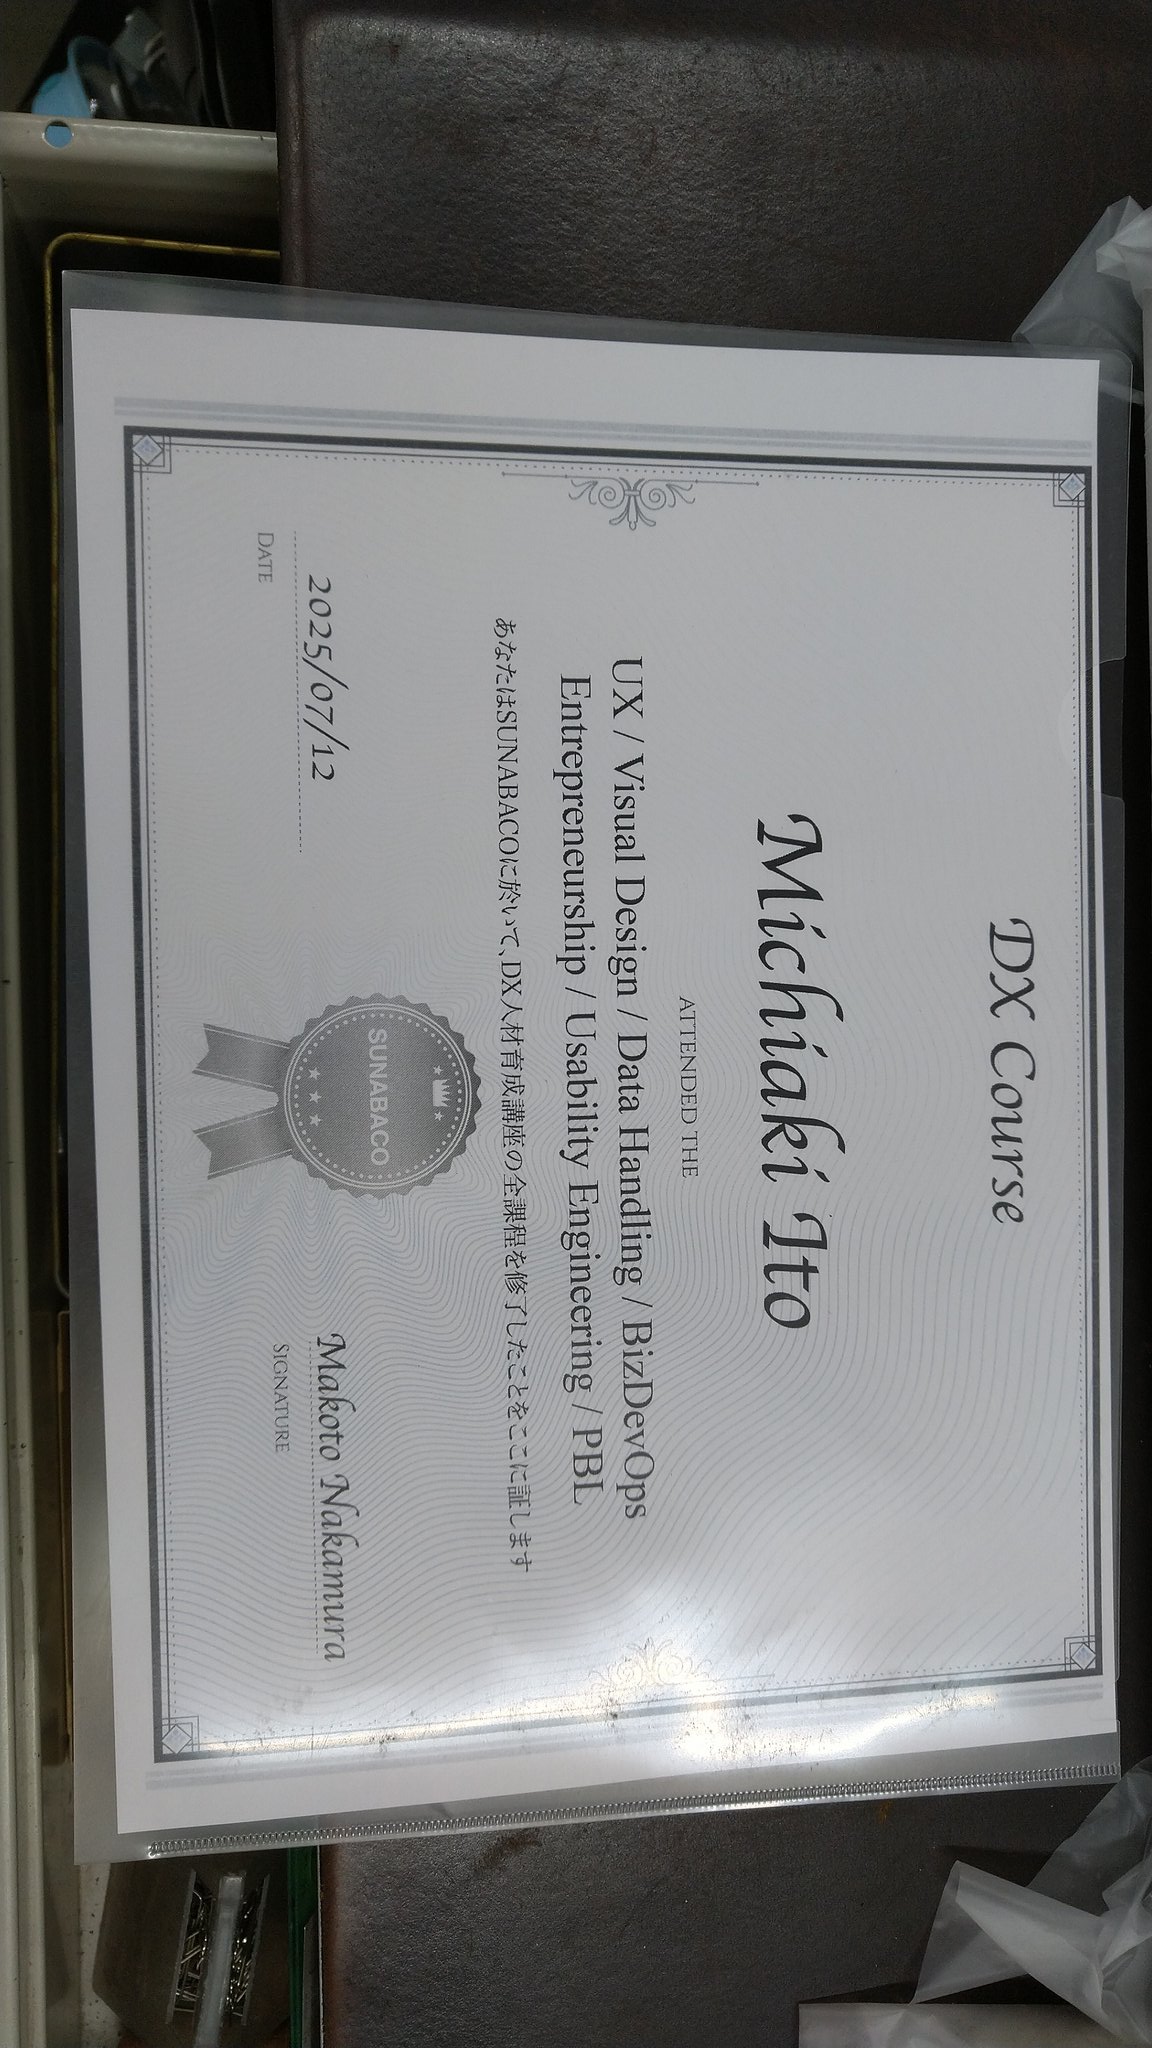 DX Course
Michiaki Ito
ATTENDED THE
UX / Visual Design / Data Handling / BizDevOps
Entrepreneurship / Usability Engineering / PBL
あなたはSUNABACOに於いて、DX人材育成講座の全課程を修了したことをここに証します
SUNABACO
2025/07/12
DATE
Makoto Nakamura
SIGNATURE